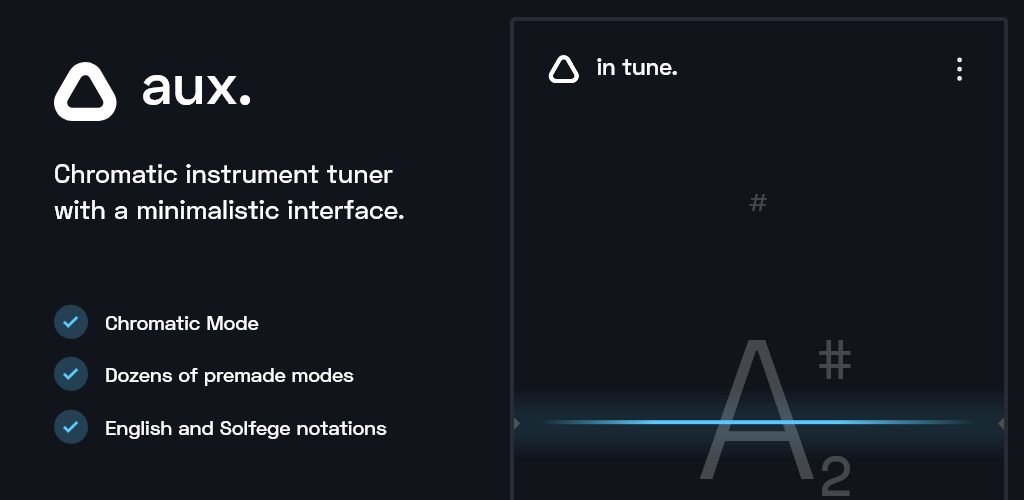 aux.
Chromatic instrument tuner
with a minimalistic interface.
Chromatic Mode
Dozens of premade modes
English and Solfege notations
in tune.
#
A#
2